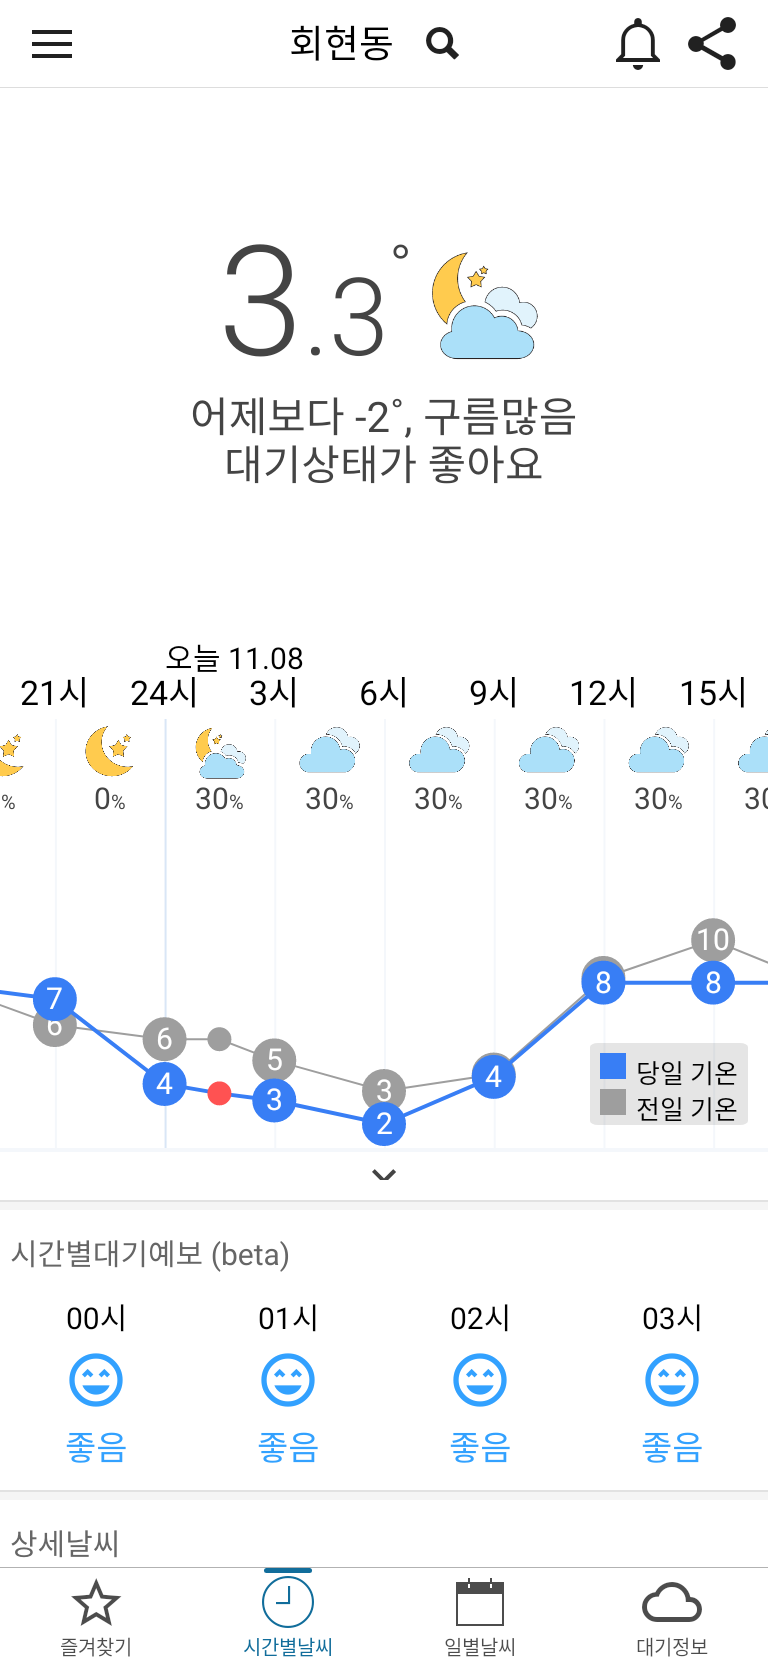 회현동
3.3°
어제보다 -2°, 구름많음
대기상태가 좋아요
오늘 11.08
21시 24시 3시 6시 9시 12시 15시
% 0% 30% 30% 30% 30% 30% 30
10
7 8 8
6 6 5
4 3 3 4
2
당일 기온
전일 기온
시간별대기예보 (beta)
00시 01시 02시 03시
좋음 좋음 좋음 좋음
상세날씨
즐겨찾기 시간별날씨 일별날씨 대기정보